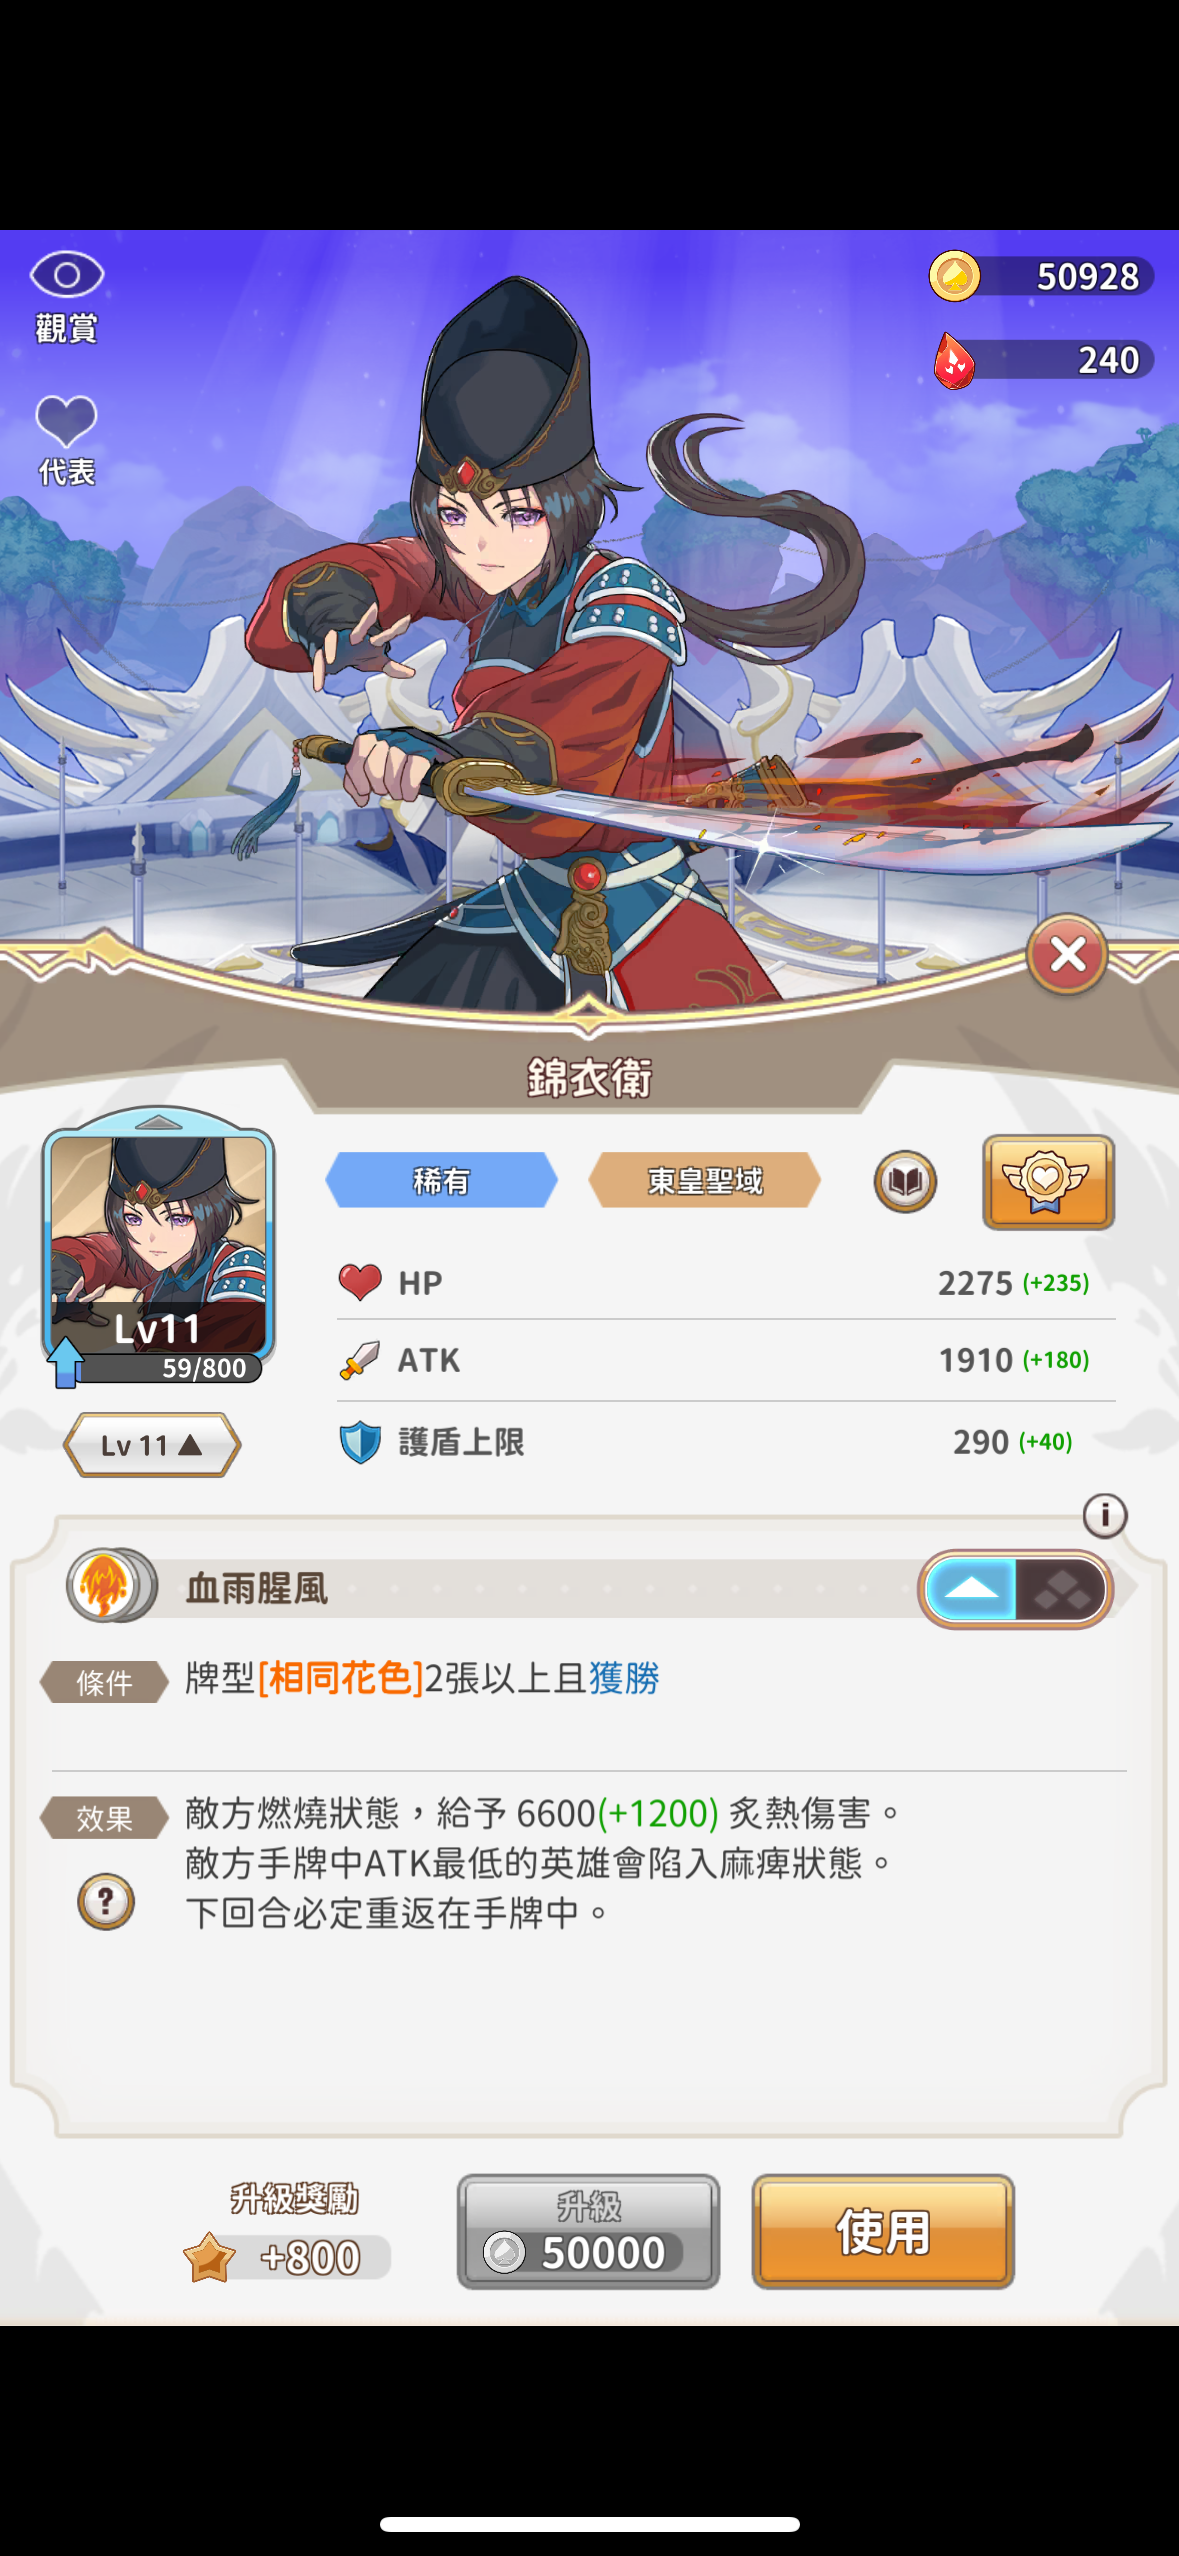 觀賞
50928
240
代表
錦衣衛
稀有
東皇聖域
Lv11
59/800
Lv 11 ▲
HP
2275 (+235)
ATK
1910 (+180)
護盾上限
290 (+40)
i
血雨腥風
條件
牌型[相同花色]2張以上且獲勝
效果
敵方燃燒狀態，給予 6600(+1200) 炙熱傷害。
敵方手牌中ATK最低的英雄會陷入麻痺狀態。
?
下回合必定重返在手牌中。
升級獎勵
+800
升級
50000
使用